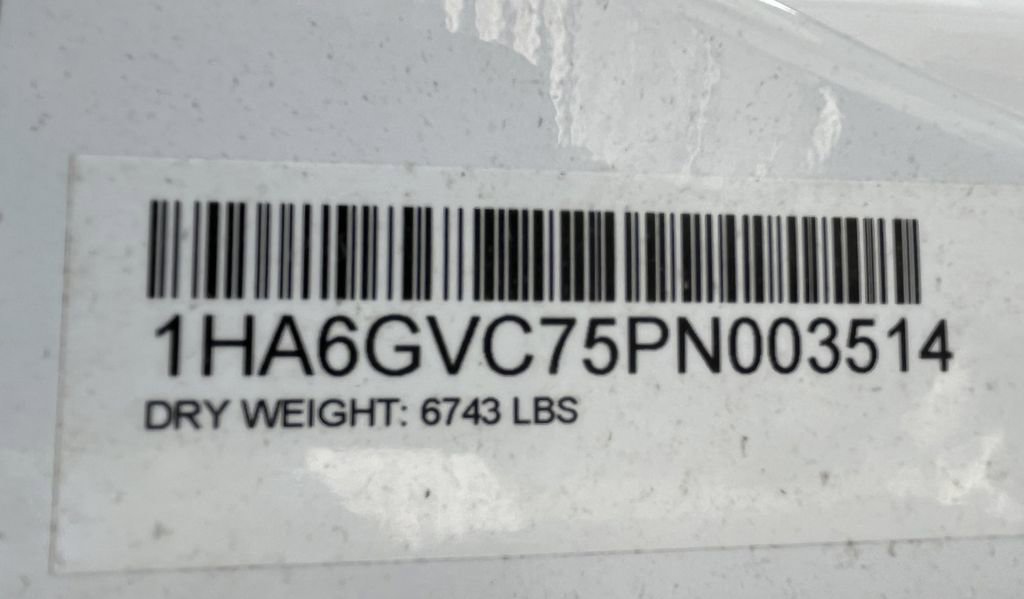 1HA6GVC75PN003514
DRY WEIGHT: 6743 LBS